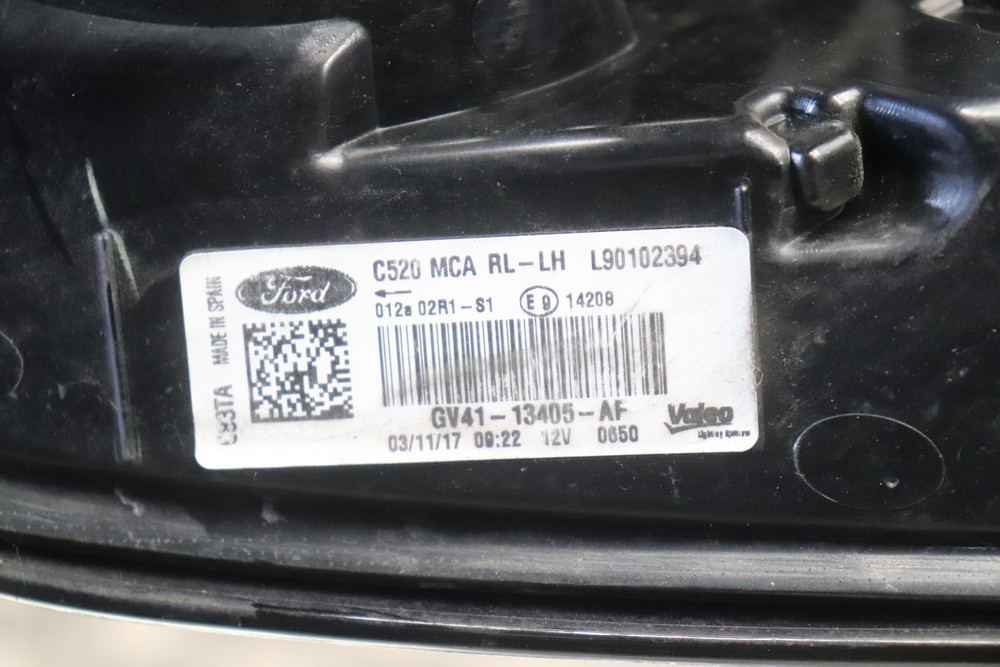 C520 MCA RL-LH L90102394
Ford
012a 02R1-S1 E9 14208
MADE IN SPAIN
GV41-13405-AF
03/11/17 09:22 12V 0650
Valeo